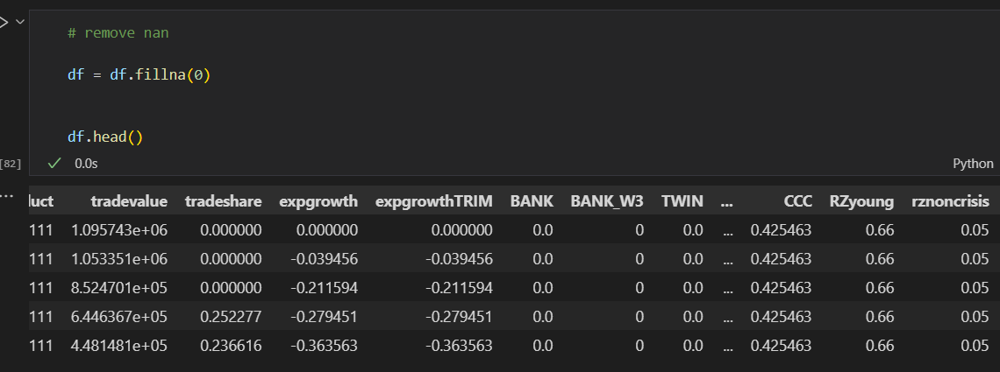 # remove nan
df = df.fillna(0)
df.head()
[82] 0.0s Python
... luct tradevalue tradeshare expgrowth expgrowthTRIM BANK BANK_W3 TWIN ... CCC RZyoung rznoncrisis
111 1.095743e+06 0.000000 0.000000 0.000000 0.0 0 0.0 ... 0.425463 0.66 0.05
111 1.053351e+06 0.000000 -0.039456 -0.039456 0.0 0 0.0 ... 0.425463 0.66 0.05
111 8.524701e+05 0.000000 -0.211594 -0.211594 0.0 0 0.0 ... 0.425463 0.66 0.05
111 6.446367e+05 0.252277 -0.279451 -0.279451 0.0 0 0.0 ... 0.425463 0.66 0.05
111 4.481481e+05 0.236616 -0.363563 -0.363563 0.0 0 0.0 ... 0.425463 0.66 0.05